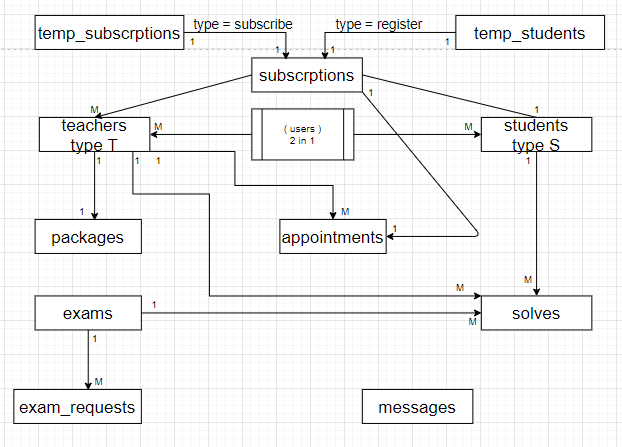 temp_subscrptions
type = subscribe
type = register
temp_students
1
1
1
1
subscrptions
1
M
1
teachers
type T
M
( users )
2 in 1
M
students
type S
1
1
1
1
1
M
packages
appointments
1
M
M
exams
1
M
solves
1
M
exam_requests
messages